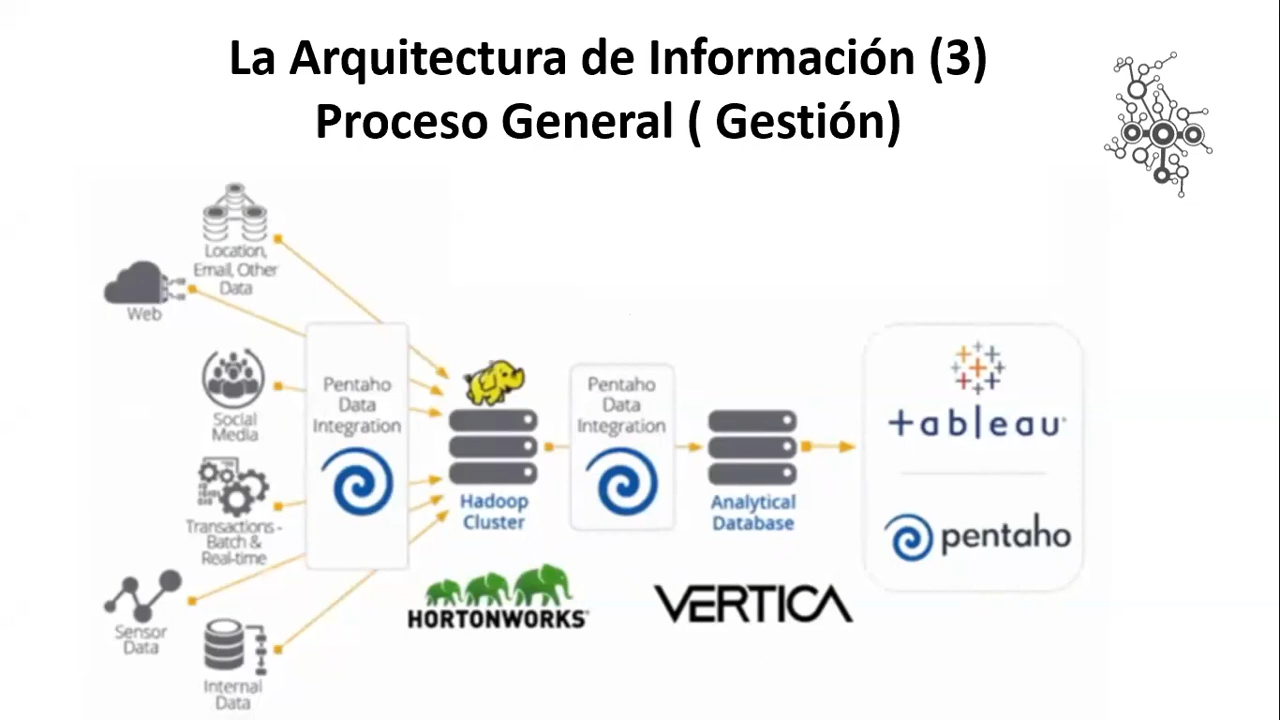 La Arquitectura de Información (3)
Proceso General ( Gestión)
Location,
Email, Other
Data
Web
Social
Media
Transactions -
Batch &
Real-time
Sensor
Data
Internal
Data
Pentaho
Data
Integration
Hadoop
Cluster
HORTONWORKS
Pentaho
Data
Integration
Analytical
Database
VERTICA
+ableau
pentaho